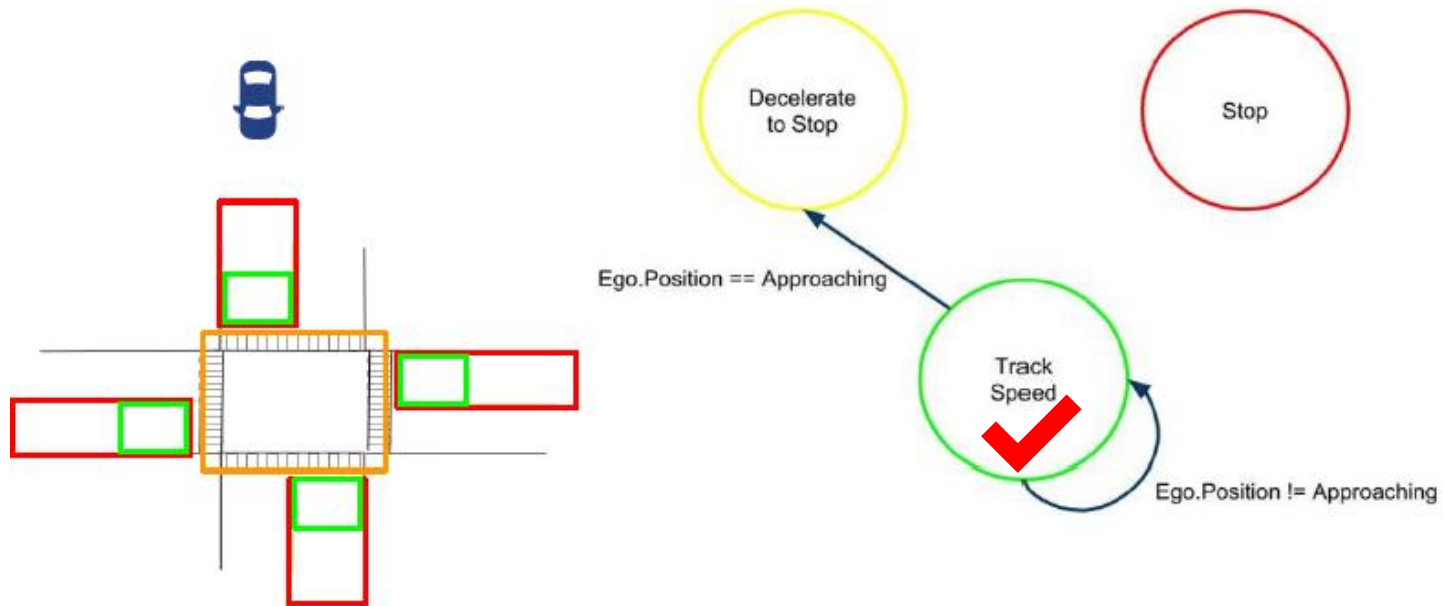 Decelerate
to Stop
Stop
Ego.Position == Approaching
Track
Speed
Ego.Position != Approaching